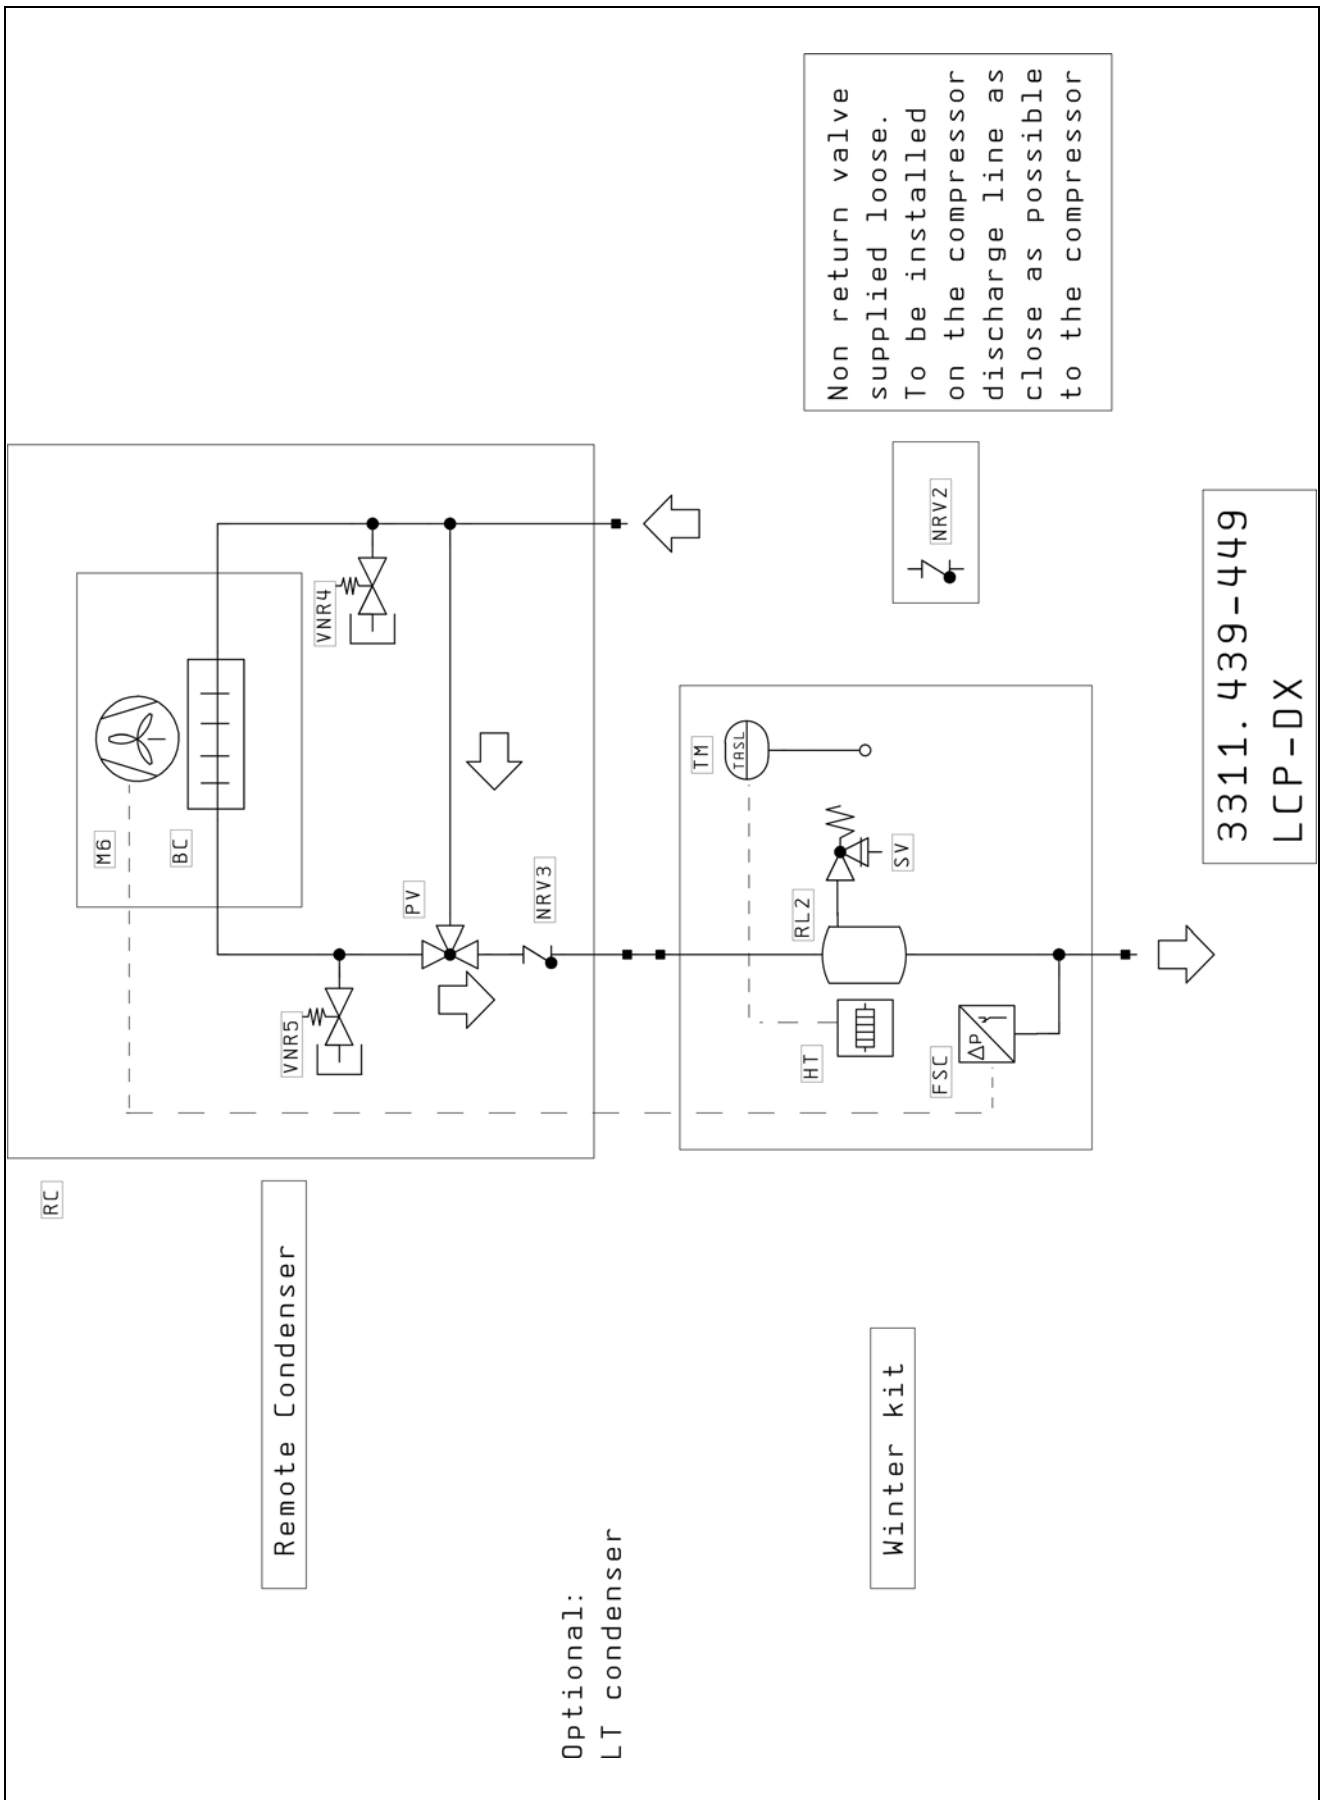 RC
Remote Condenser
M6
BC
VNR4
VNR5
PV
NRV3
Optional:
LT condenser
Winter kit
TM
TASL
RL2
SV
HT
FSC
ΔP
NRV2
Non return valve
supplied loose.
To be installed
on the compressor
discharge line as
close as possible
to the compressor
3311.439-449
LCP-DX